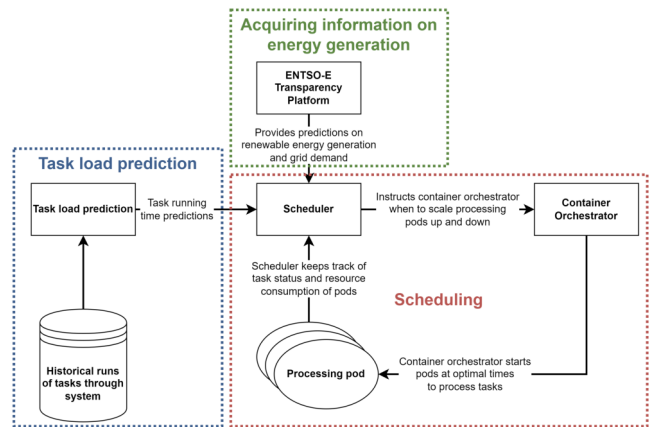 Acquiring information on
energy generation
ENTSO-E
Transparency
Platform
Provides predictions on
renewable energy generation
and grid demand
Task load prediction
Task load prediction
Task running
time predictions
Scheduler
Instructs container orchestrator
when to scale processing
pods up and down
Container
Orchestrator
Scheduler keeps track of
task status and resource
consumption of pods
Scheduling
Historical runs
of tasks through
system
Processing pod
Container orchestrator starts
pods at optimal times
to process tasks